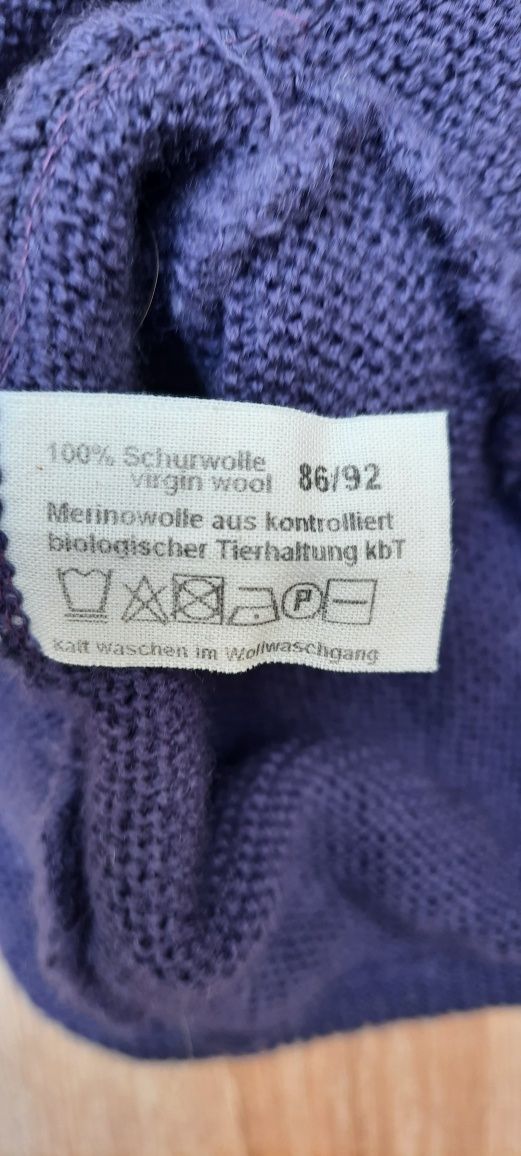 100% Schurwolle
virgin wool 86/92
Merinowolle aus kontrolliert
biologischer Tierhaltung kbT
P
kalt waschen im Wollwaschgang